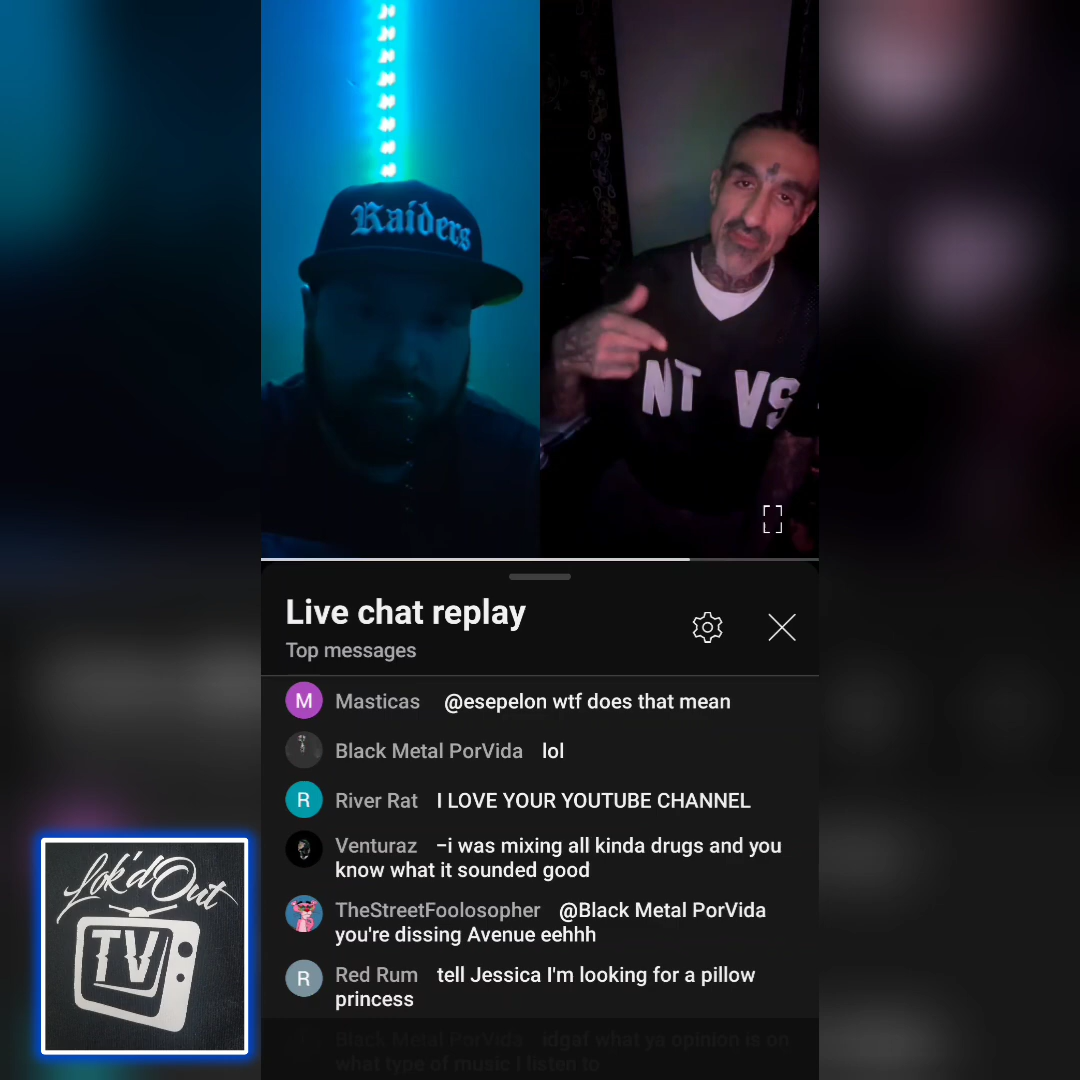 Raiders
NT VS
Live chat replay
Top messages
M Masticas @esepelon wtf does that mean
Black Metal PorVida lol
R River Rat I LOVE YOUR YOUTUBE CHANNEL
Venturaz –i was mixing all kinda drugs and you
know what it sounded good
TheStreetFoolosopher @Black Metal PorVida
you're dissing Avenue eehhh
R Red Rum tell Jessica I'm looking for a pillow
princess
Black Metal PorVida idgaf what ya opinion is on
what type of music I listen to
Lok'dOut
TV